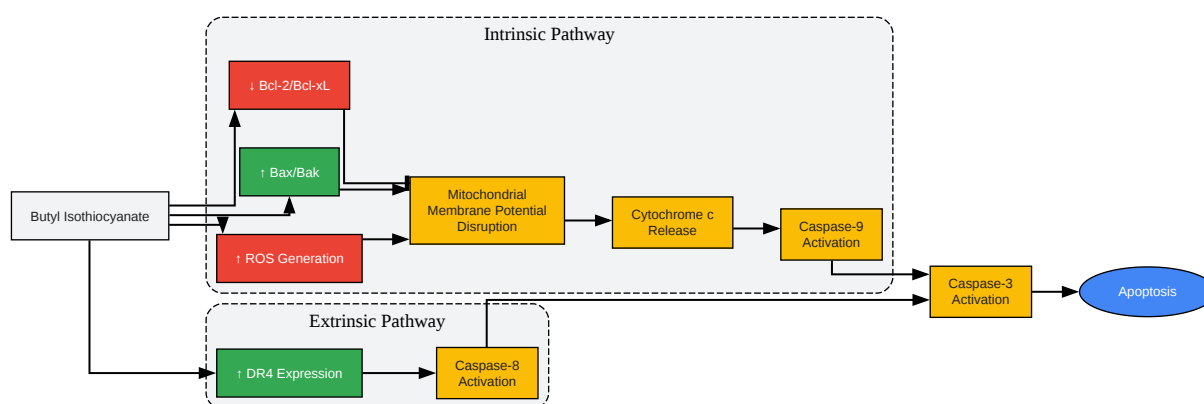 Intrinsic Pathway
↓ Bcl-2/Bcl-xL
↑ Bax/Bak
Butyl Isothiocyanate
↑ ROS Generation
Mitochondrial
Membrane Potential
Disruption
Cytochrome c
Release
Caspase-9
Activation
Caspase-3
Activation
Apoptosis
Extrinsic Pathway
↑ DR4 Expression
Caspase-8
Activation